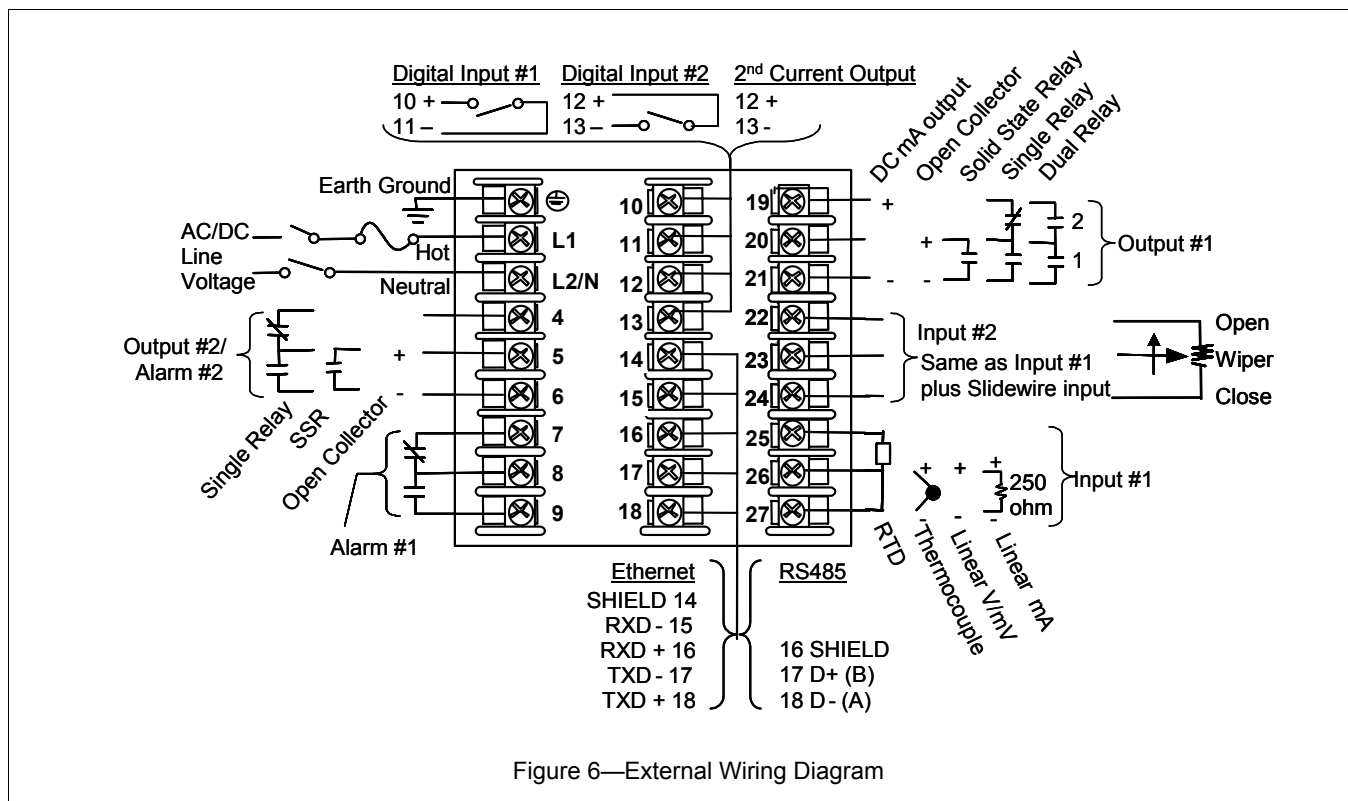 Digital Input #1
10 +
11 –
Digital Input #2
12 +
13 –
2nd Current Output
12 +
13 -
DC mA output
Open Collector
Solid State Relay
Single Relay
Dual Relay
Earth Ground
AC/DC
Line
Voltage
Hot
Neutral
L1
L2/N
4
5
6
7
8
9
10
11
12
13
14
15
16
17
18
19
20
21
22
23
24
25
26
27
+
-
+
-
-
2
1
Output #1
Output #2/
Alarm #2
+
-
Single Relay
SSR
Open Collector
Alarm #1
Input #2
Same as Input #1
plus Slidewire input
Open
Wiper
Close
+
-
+
-
+
-
250
ohm
Input #1
RTD
Thermocouple
Linear V/mV
Linear mA
Ethernet
SHIELD 14
RXD - 15
RXD + 16
TXD - 17
TXD + 18
RS485
16 SHIELD
17 D+ (B)
18 D - (A)
Figure 6—External Wiring Diagram